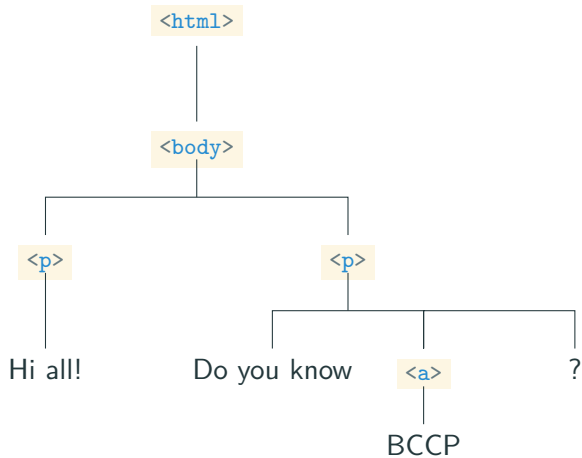 <html>
<body>
<p> <p>
Hi all! Do you know <a> ?
BCCP